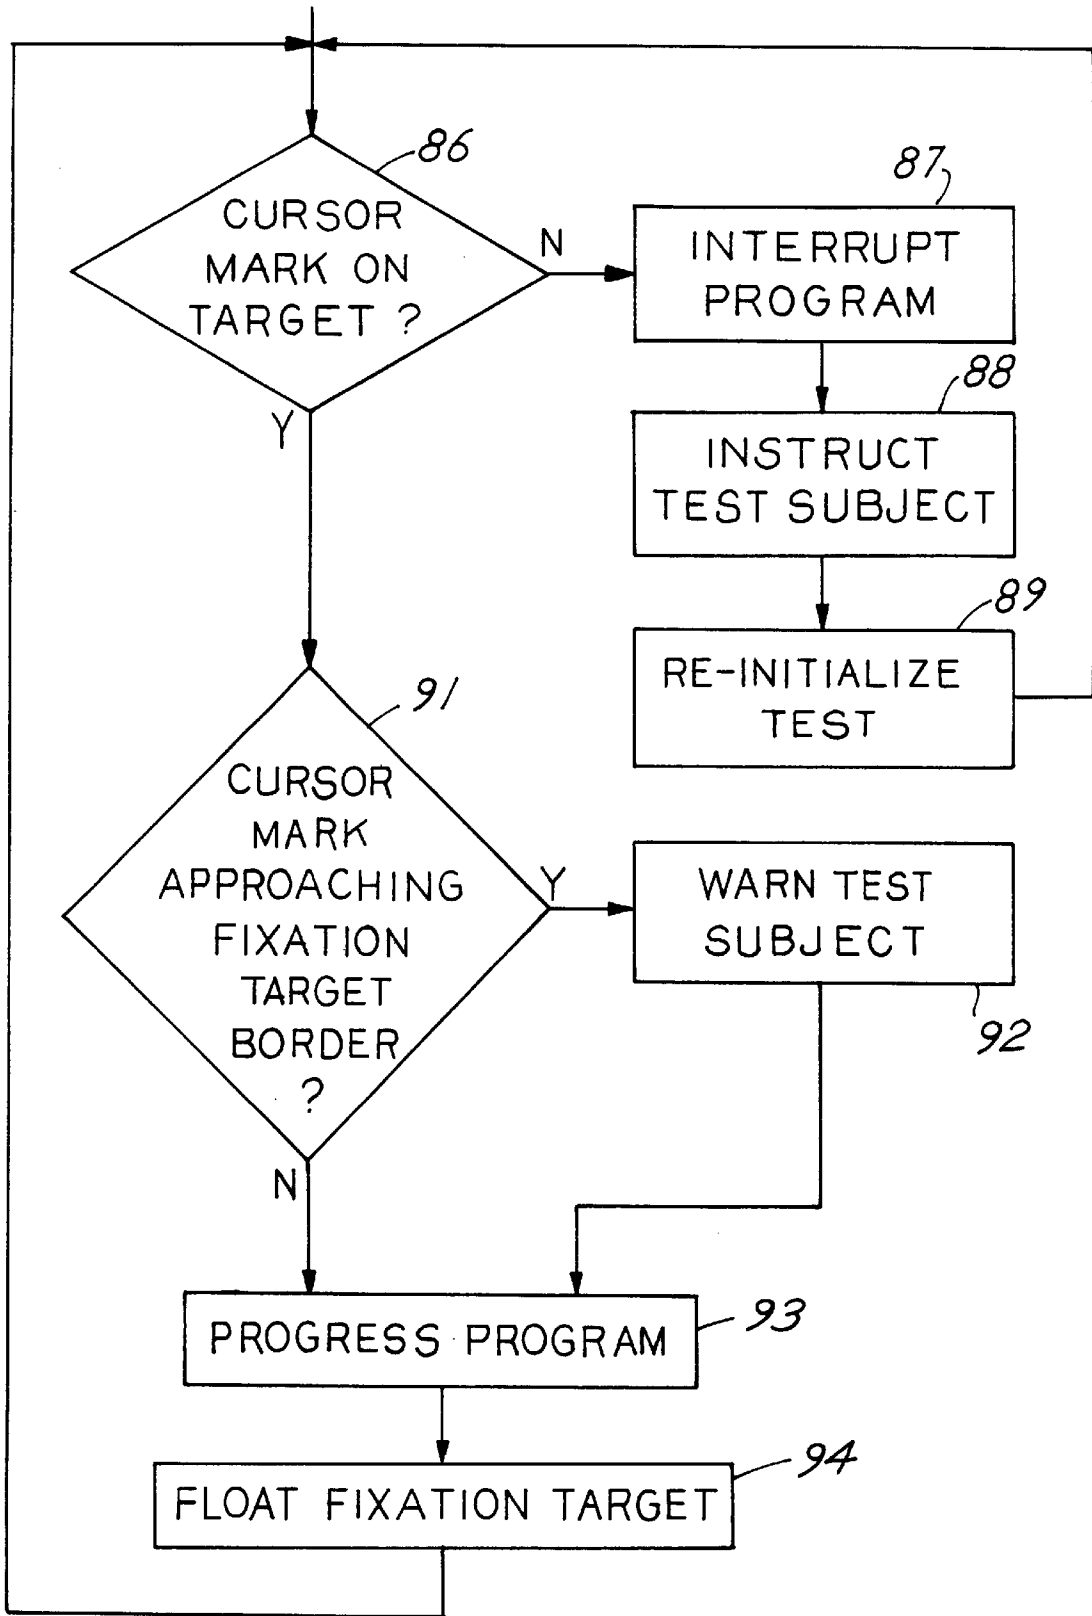 86
CURSOR
MARK ON
TARGET ?
N
Y
87
INTERRUPT
PROGRAM
88
INSTRUCT
TEST SUBJECT
89
RE-INITIALIZE
TEST
91
CURSOR
MARK
APPROACHING
FIXATION
TARGET
BORDER
?
Y
N
WARN TEST
SUBJECT
92
PROGRESS PROGRAM
93
FLOAT FIXATION TARGET
94